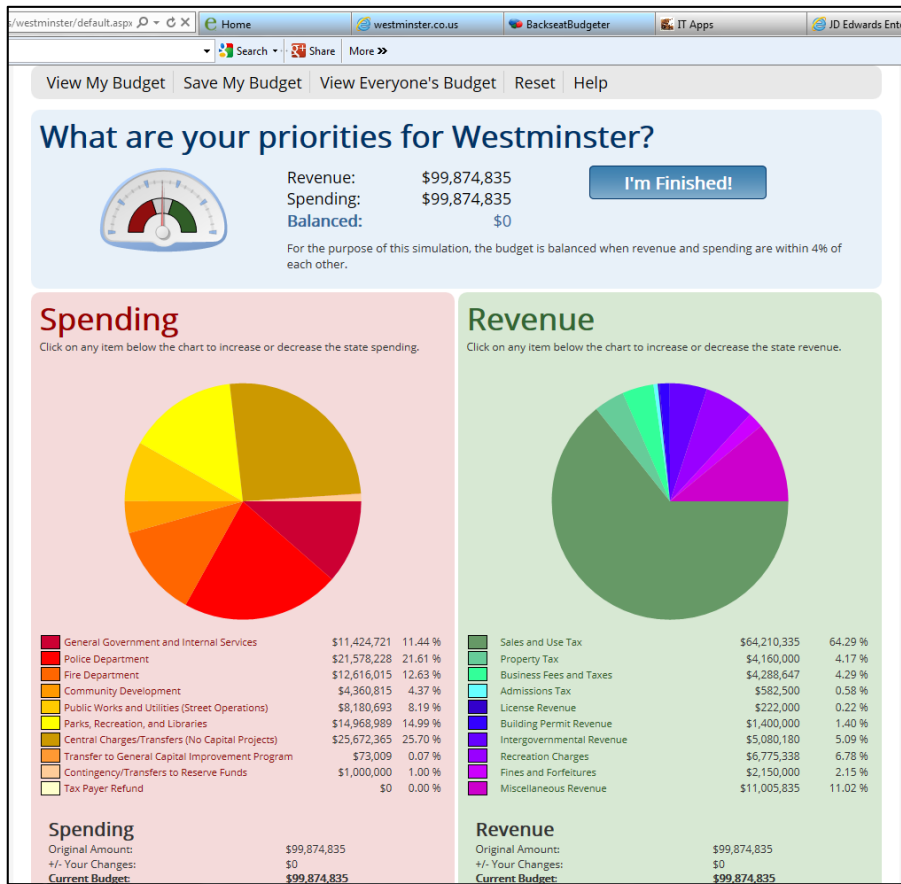 s/westminster/default.aspx
Home
westminster.co.us
BackseatBudgeter
IT Apps
JD Edwards Ente
Search
Share
More »
View My Budget
Save My Budget
View Everyone's Budget
Reset
Help
What are your priorities for Westminster?
Revenue: $99,874,835
Spending: $99,874,835
Balanced: $0
I'm Finished!
For the purpose of this simulation, the budget is balanced when revenue and spending are within 4% of
each other.
Spending
Click on any item below the chart to increase or decrease the state spending.
General Government and Internal Services $11,424,721 11.44 %
Police Department $21,578,228 21.61 %
Fire Department $12,616,015 12.63 %
Community Development $4,360,815 4.37 %
Public Works and Utilities (Street Operations) $8,180,693 8.19 %
Parks, Recreation, and Libraries $14,968,989 14.99 %
Central Charges/Transfers (No Capital Projects) $25,672,365 25.70 %
Transfer to General Capital Improvement Program $73,009 0.07 %
Contingency/Transfers to Reserve Funds $1,000,000 1.00 %
Tax Payer Refund $0 0.00 %
Spending
Original Amount: $99,874,835
+/- Your Changes: $0
Current Budget: $99,874,835
Revenue
Click on any item below the chart to increase or decrease the state revenue.
Sales and Use Tax $64,210,335 64.29 %
Property Tax $4,160,000 4.17 %
Business Fees and Taxes $4,288,647 4.29 %
Admissions Tax $582,500 0.58 %
License Revenue $222,000 0.22 %
Building Permit Revenue $1,400,000 1.40 %
Intergovernmental Revenue $5,080,180 5.09 %
Recreation Charges $6,775,338 6.78 %
Fines and Forfeitures $2,150,000 2.15 %
Miscellaneous Revenue $11,005,835 11.02 %
Revenue
Original Amount: $99,874,835
+/- Your Changes: $0
Current Budget: $99,874,835